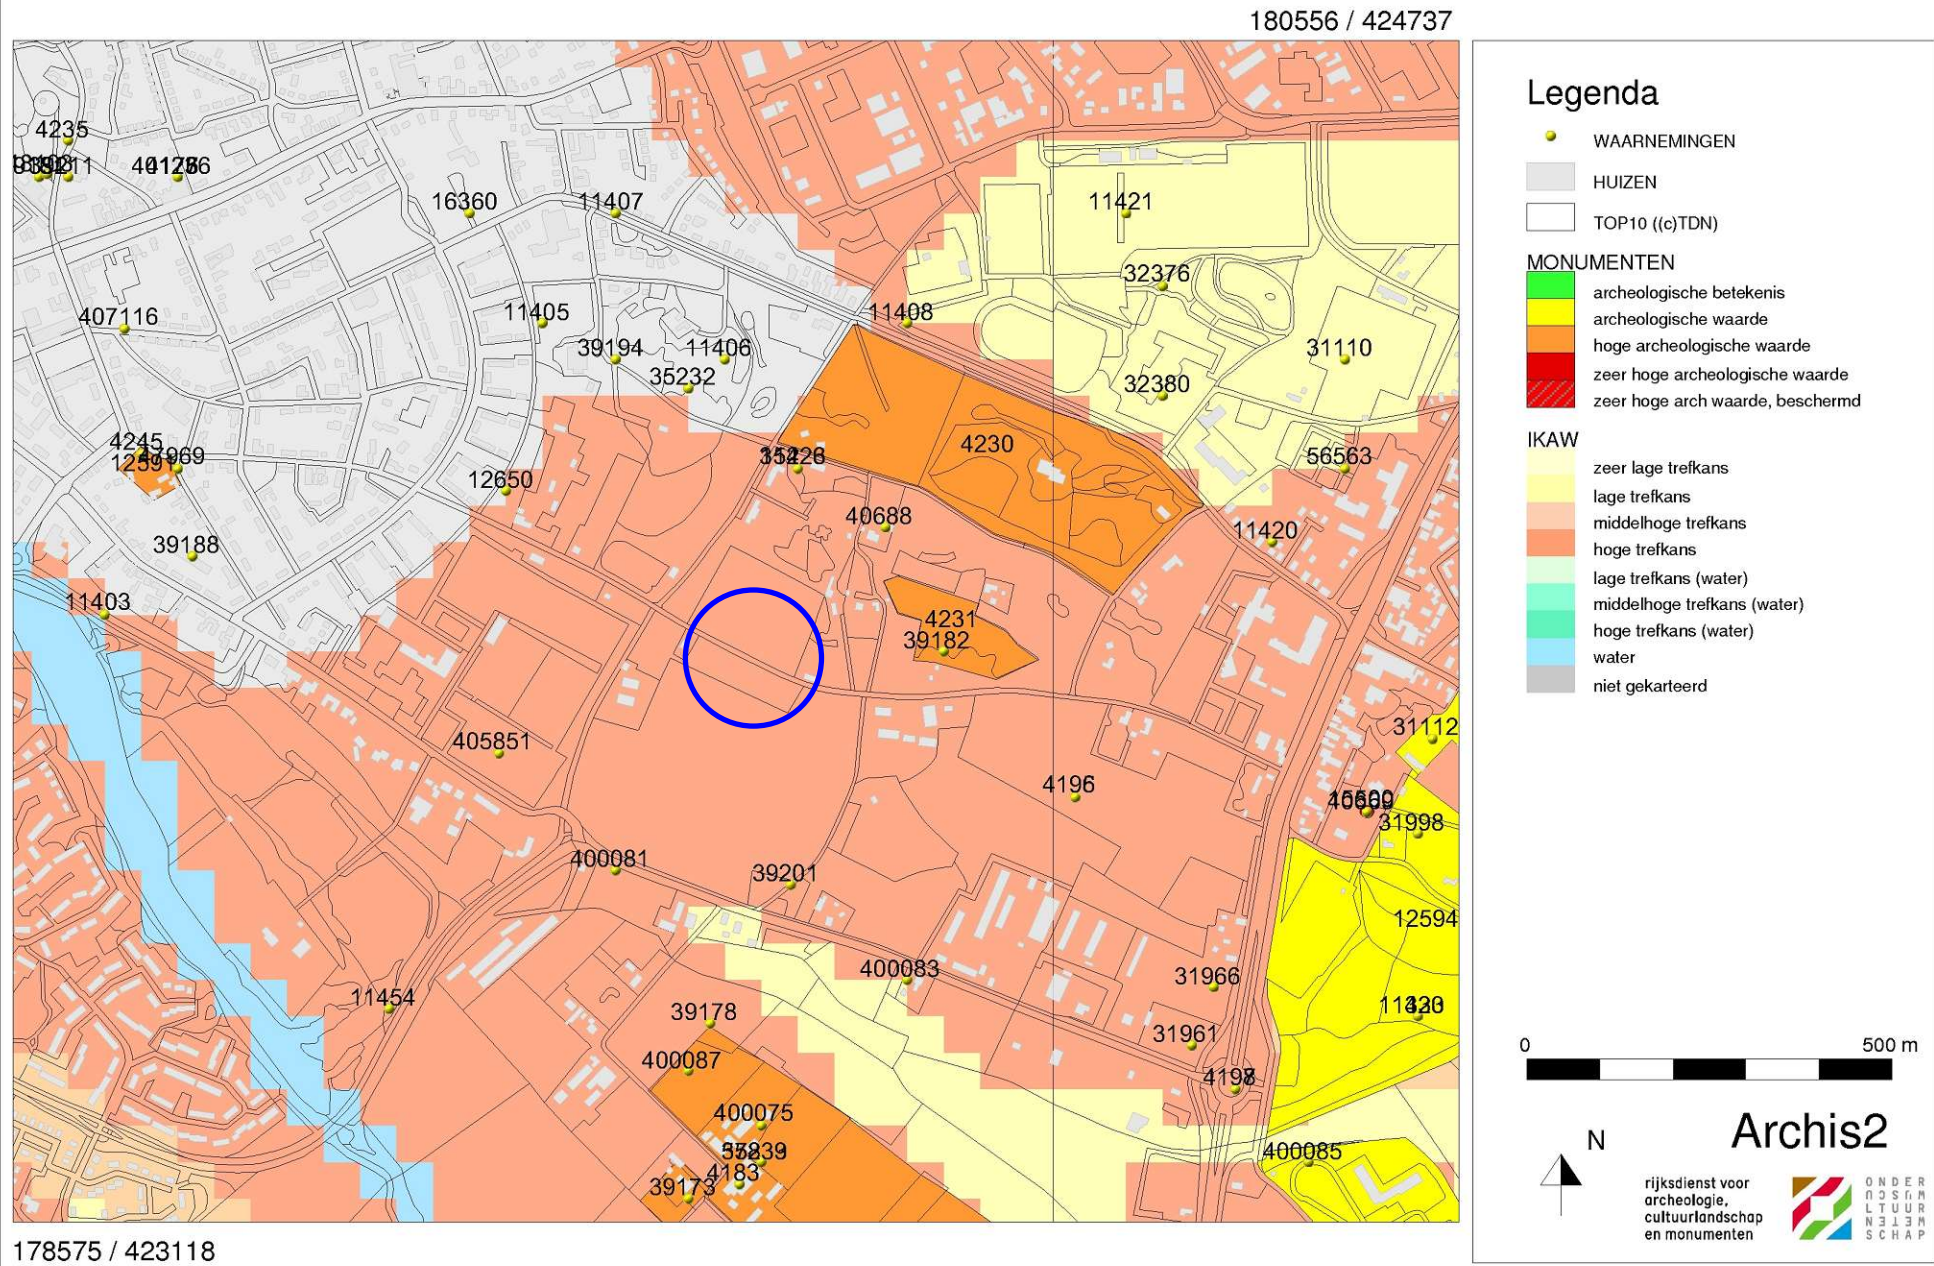 180556 / 424737
4235
16360
11407
11421
32376
407116
11405
11408
39194
11406
31110
35232
32380
4245
4230
12650
56563
40688
11420
39188
11403
4231
39182
31112
405851
4196
31998
400081
39201
12594
400083
31966
11454
39178
31961
400087
400075
400085
4183
39173
178575 / 423118
Legenda
WAARNEMINGEN
HUIZEN
TOP10 ((c)TDN)
MONUMENTEN
archeologische betekenis
archeologische waarde
hoge archeologische waarde
zeer hoge archeologische waarde
zeer hoge arch waarde, beschermd
IKAW
zeer lage trefkans
lage trefkans
middelhoge trefkans
hoge trefkans
lage trefkans (water)
middelhoge trefkans (water)
hoge trefkans (water)
water
niet gekarteerd
0 500 m
N
Archis2
rijksdienst voor
archeologie,
cultuurlandschap
en monumenten